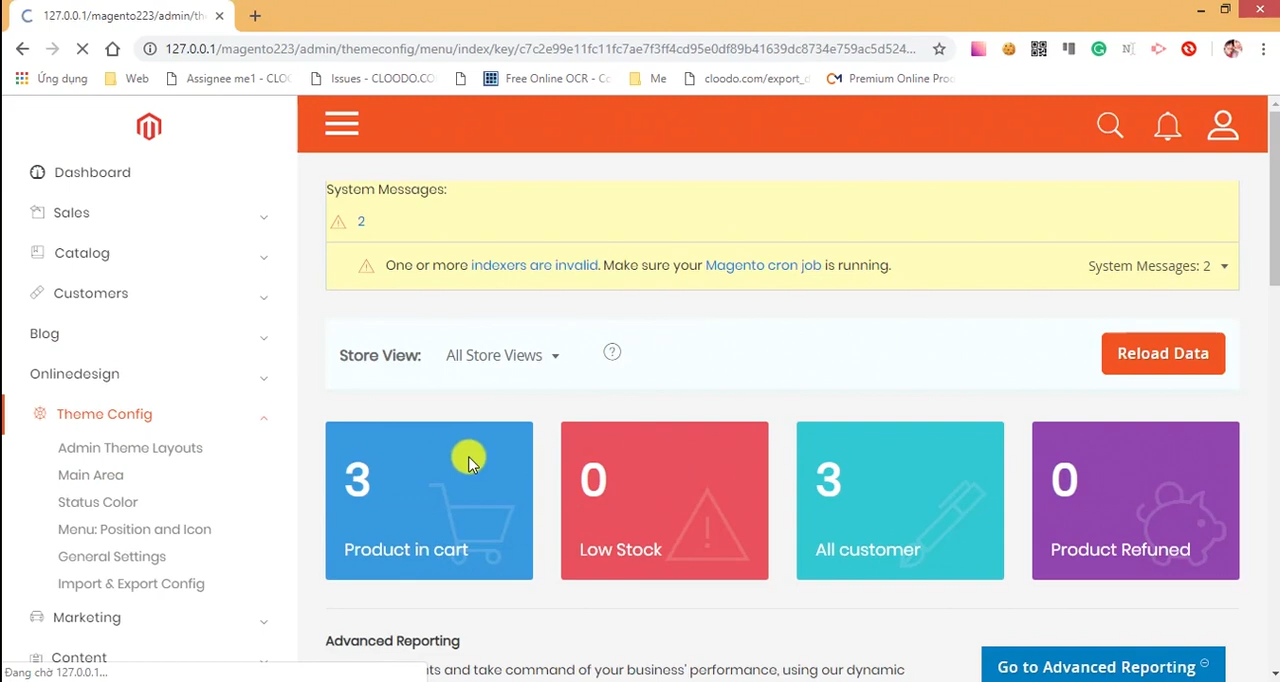 127.0.0.1/magento223/admin/the
127.0.0.1/magento223/admin/themeconfig/menu/index/key/c7c2e99e11fc11fc7ae7f3ff4cd95e0df89b41639dc8734e759ac5d524...
Ứng dụng
Web
Assignee me1 - CLO
Issues - CLOODO.CO
Free Online OCR - Co
Me
cloodo.com/export_
Premium Online Pro
Dashboard
Sales
Catalog
Customers
Blog
Onlinedesign
Theme Config
Admin Theme Layouts
Main Area
Status Color
Menu: Position and Icon
General Settings
Import & Export Config
Marketing
Content
Đang chờ 127.0.0.1...
System Messages:
2
One or more indexers are invalid. Make sure your Magento cron job is running.
System Messages: 2
Store View: All Store Views ?
Reload Data
3
Product in cart
0
Low Stock
3
All customer
0
Product Refuned
Advanced Reporting
and take command of your business' performance, using our dynamic
Go to Advanced Reporting